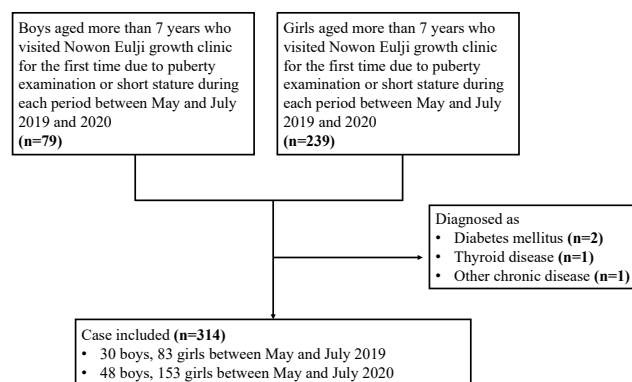 Boys aged more than 7 years who
visited Nowon Eulji growth clinic
for the first time due to puberty
examination or short stature during
each period between May and July
2019 and 2020
(n=79)
Girls aged more than 7 years who
visited Nowon Eulji growth clinic
for the first time due to puberty
examination or short stature during
each period between May and July
2019 and 2020
(n=239)
Diagnosed as
• Diabetes mellitus (n=2)
• Thyroid disease (n=1)
• Other chronic disease (n=1)
Case included (n=314)
• 30 boys, 83 girls between May and July 2019
• 48 boys, 153 girls between May and July 2020